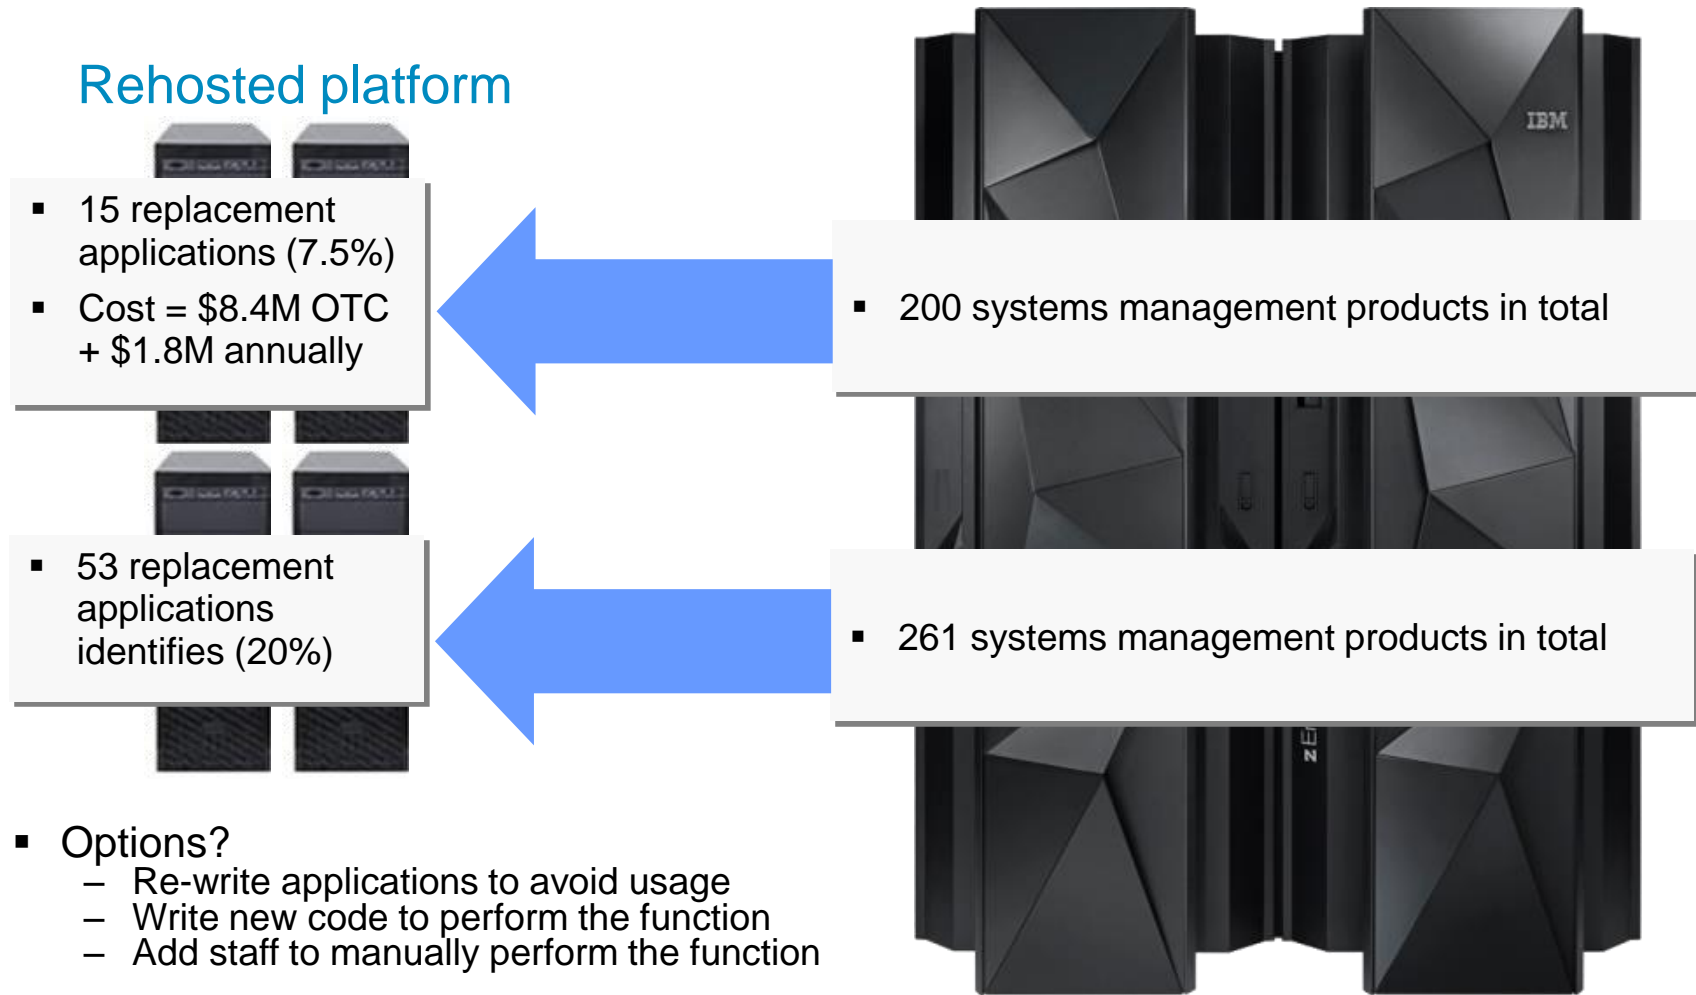 Rehosted platform
▪ 15 replacement
applications (7.5%)
▪ Cost = $8.4M OTC
+ $1.8M annually
▪ 200 systems management products in total
IBM
▪ 53 replacement
applications
identifies (20%)
▪ 261 systems management products in total
zEn
▪ Options?
– Re-write applications to avoid usage
– Write new code to perform the function
– Add staff to manually perform the function